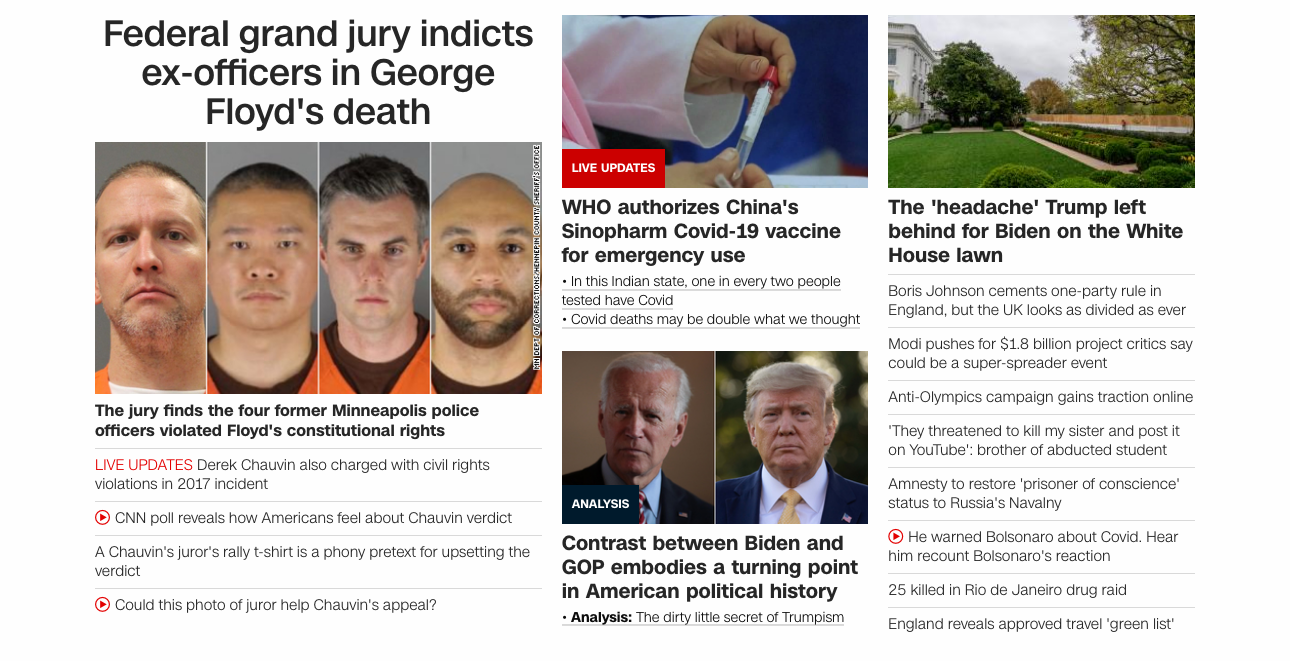 Federal grand jury indicts
ex-officers in George
Floyd's death
MN DEPT OF CORRECTIONS/HENNEPIN COUNTY SHERIFF'S OFFICE
The jury finds the four former Minneapolis police
officers violated Floyd's constitutional rights
LIVE UPDATES Derek Chauvin also charged with civil rights
violations in 2017 incident
CNN poll reveals how Americans feel about Chauvin verdict
A Chauvin's juror's rally t-shirt is a phony pretext for upsetting the
verdict
Could this photo of juror help Chauvin's appeal?
LIVE UPDATES
WHO authorizes China's
Sinopharm Covid-19 vaccine
for emergency use
• In this Indian state, one in every two people
tested have Covid
• Covid deaths may be double what we thought
ANALYSIS
Contrast between Biden and
GOP embodies a turning point
in American political history
• Analysis: The dirty little secret of Trumpism
The 'headache' Trump left
behind for Biden on the White
House lawn
Boris Johnson cements one-party rule in
England, but the UK looks as divided as ever
Modi pushes for $1.8 billion project critics say
could be a super-spreader event
Anti-Olympics campaign gains traction online
'They threatened to kill my sister and post it
on YouTube': brother of abducted student
Amnesty to restore 'prisoner of conscience'
status to Russia's Navalny
He warned Bolsonaro about Covid. Hear
him recount Bolsonaro's reaction
25 killed in Rio de Janeiro drug raid
England reveals approved travel 'green list'